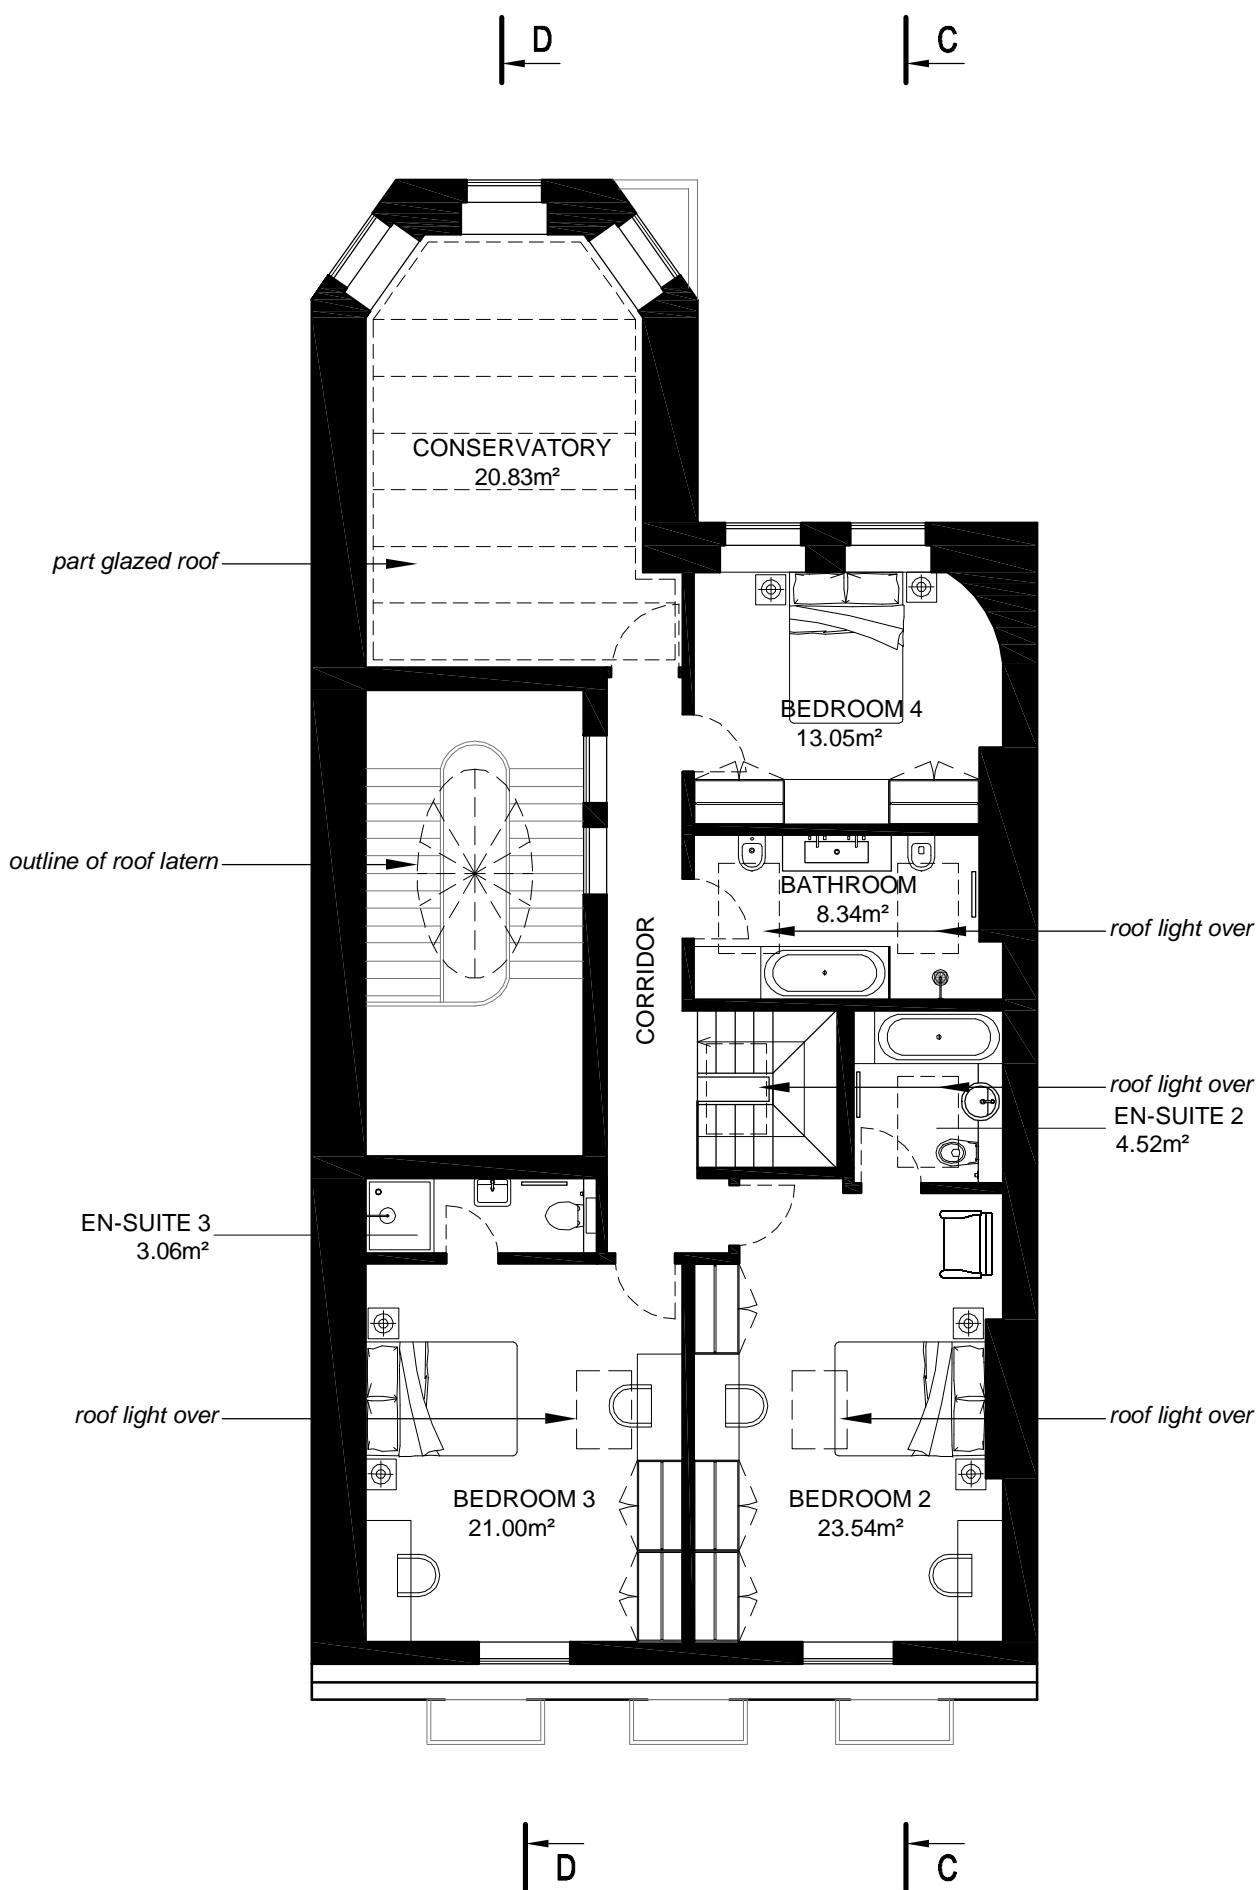 D
C
CONSERVATORY
20.83m²
part glazed roof
BEDROOM 4
13.05m²
outline of roof latern
BATHROOM
8.34m²
roof light over
CORRIDOR
roof light over
EN-SUITE 2
4.52m²
EN-SUITE 3
3.06m²
roof light over
roof light over
BEDROOM 3
21.00m²
BEDROOM 2
23.54m²
D
C